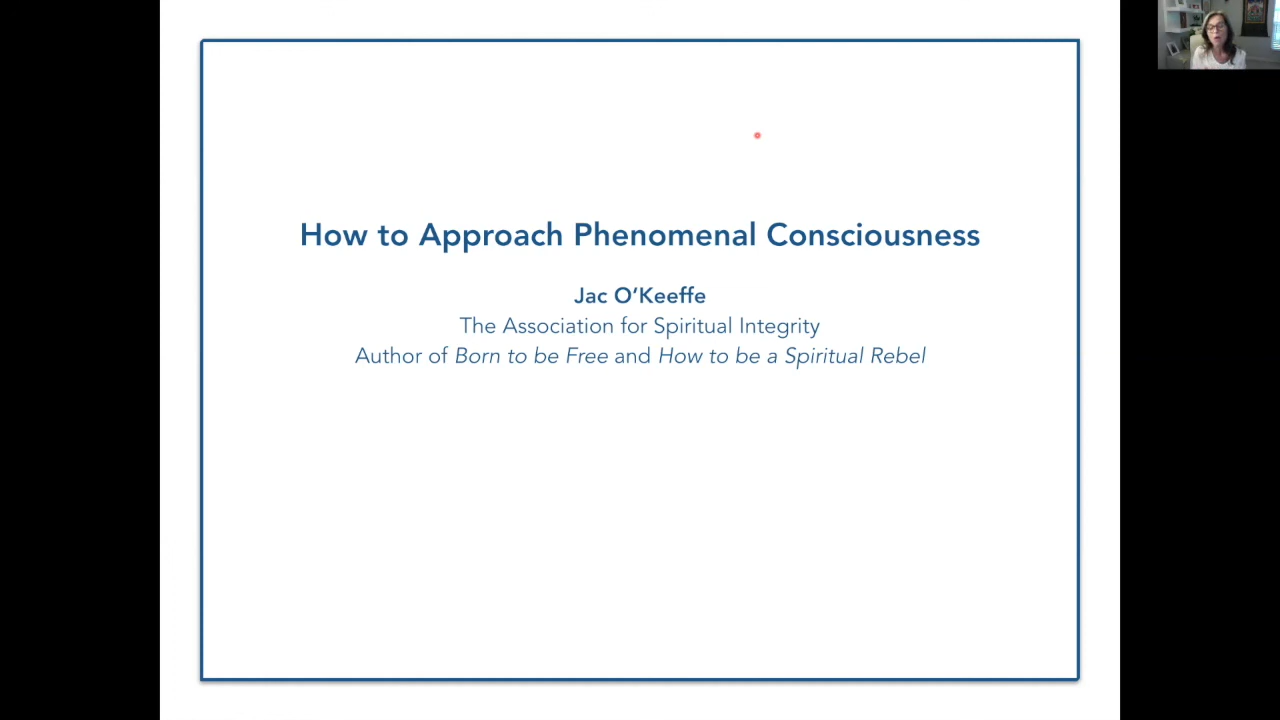 How to Approach Phenomenal Consciousness
Jac O’Keeffe
The Association for Spiritual Integrity
Author of Born to be Free and How to be a Spiritual Rebel